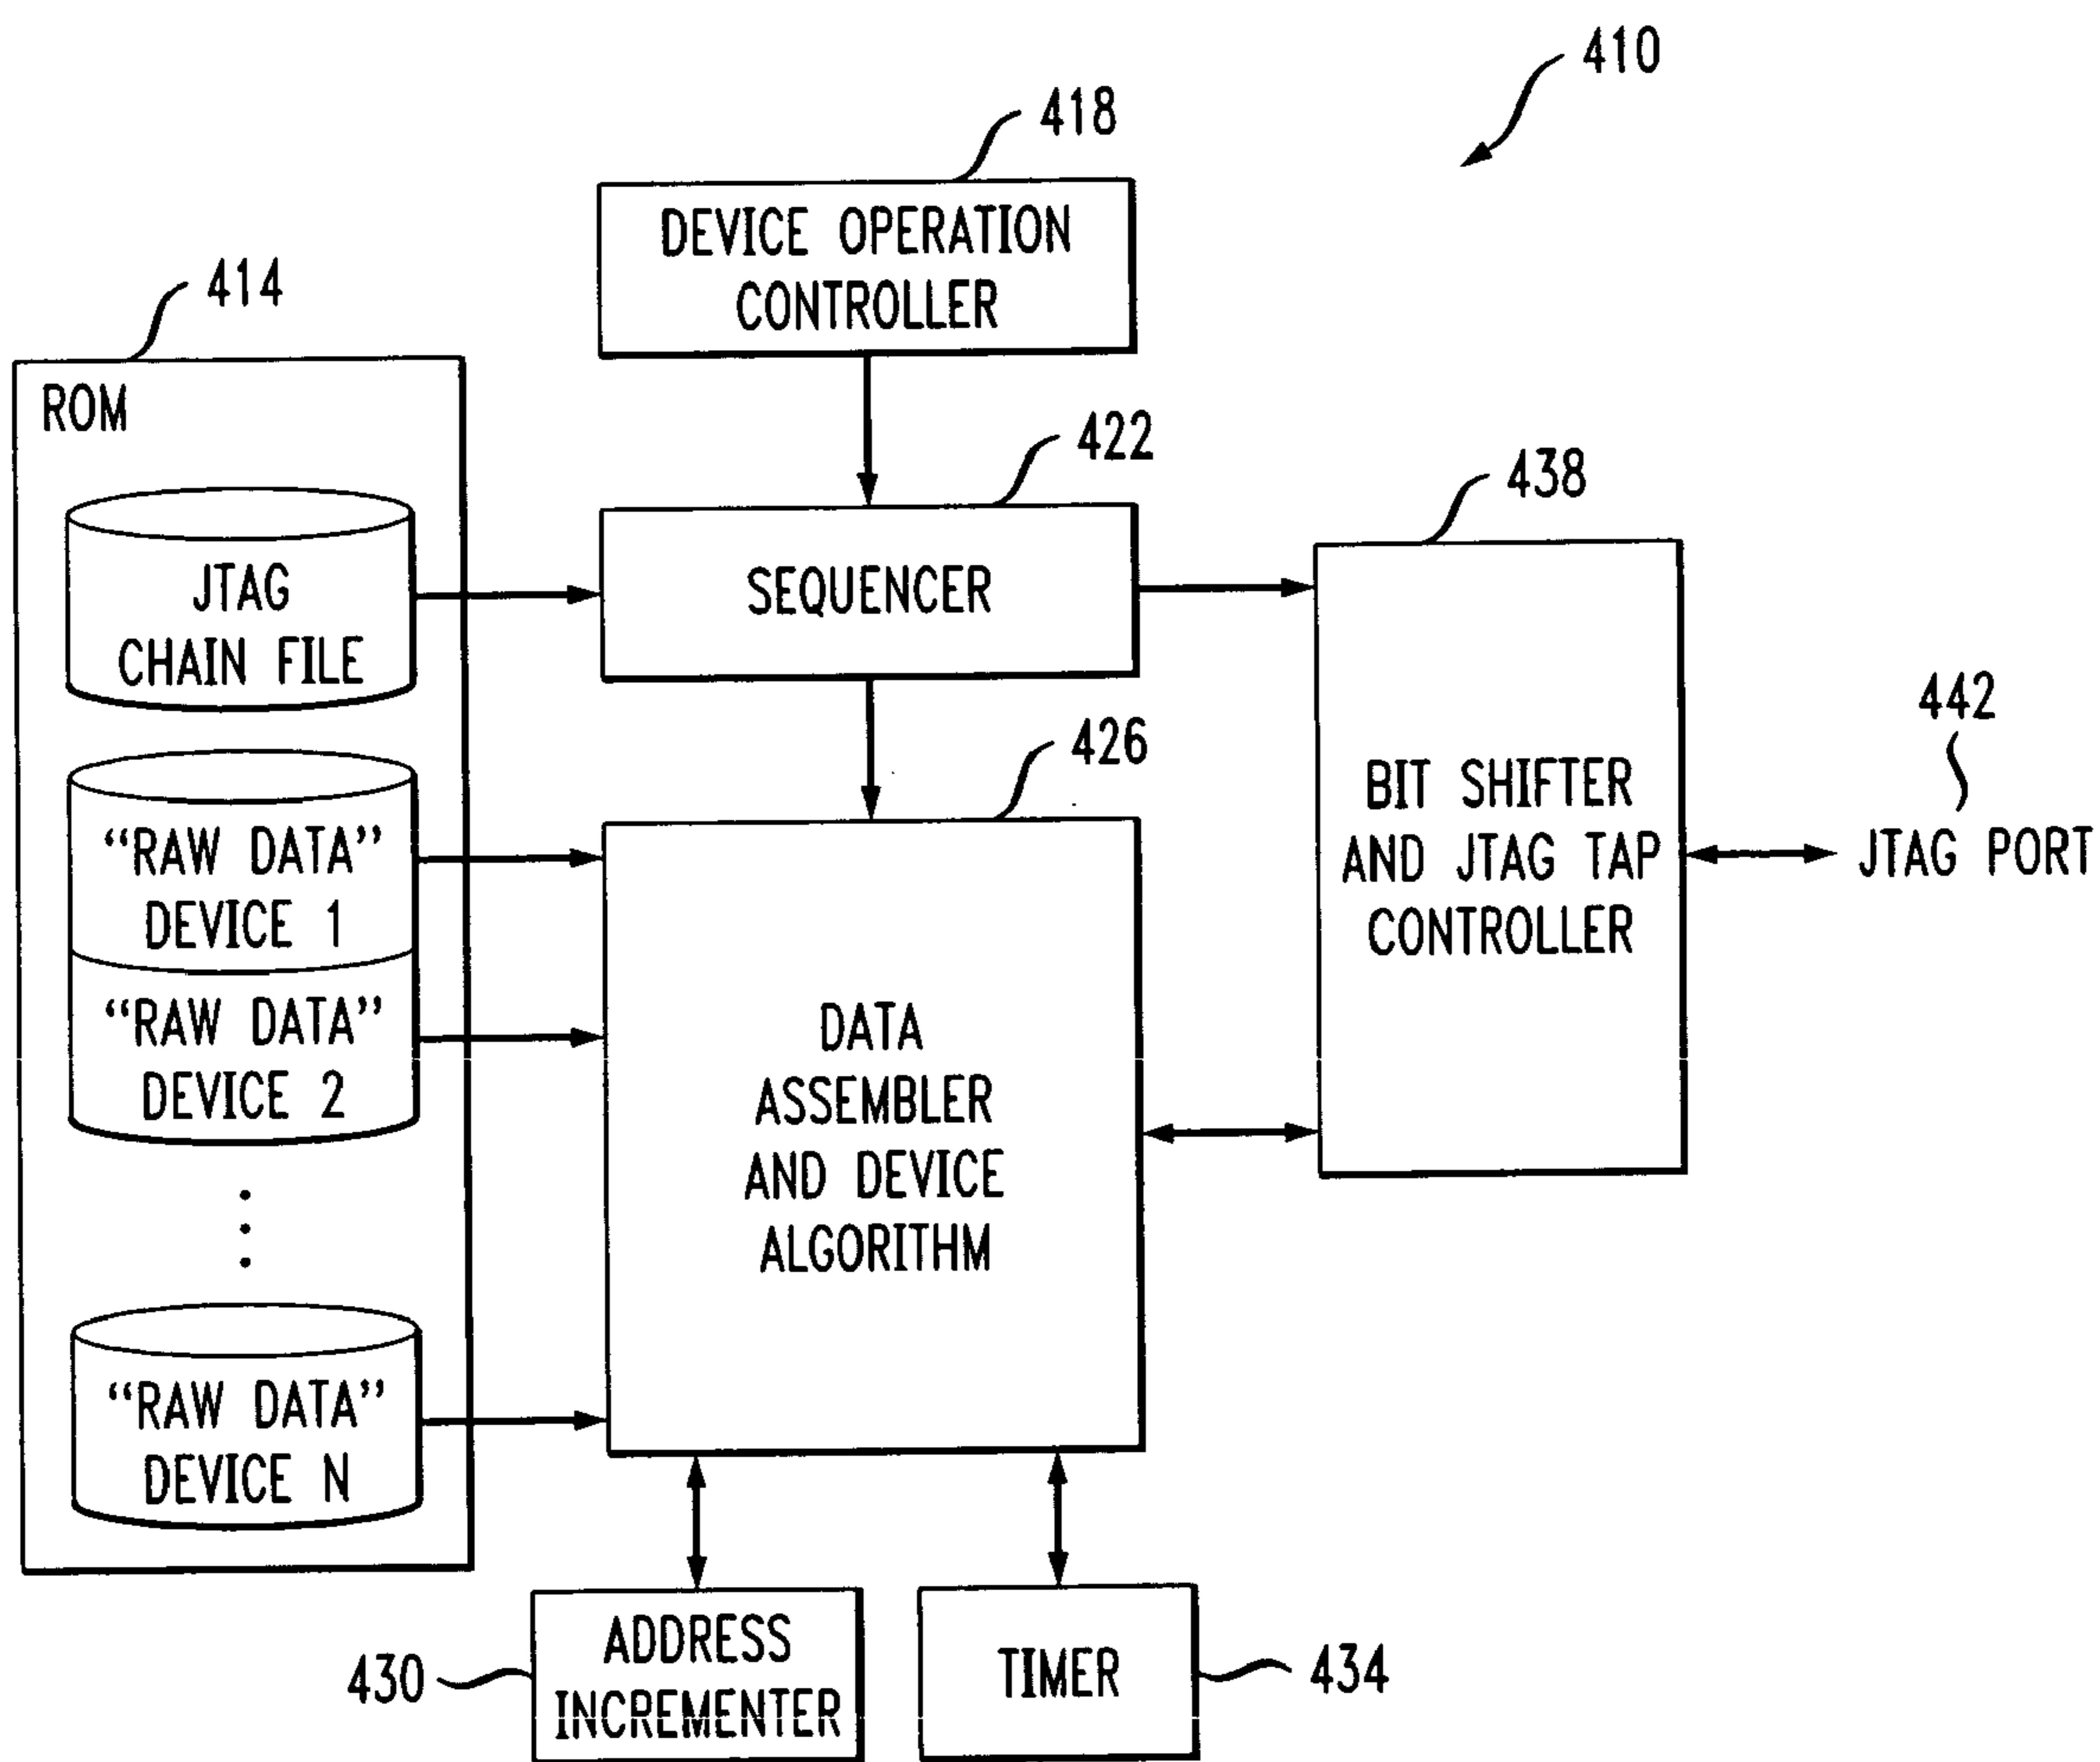 410
418
DEVICE OPERATION
CONTROLLER
414
ROM
422
438
JTAG
CHAIN FILE
SEQUENCER
442
426
BIT SHIFTER
AND JTAG TAP
CONTROLLER
JTAG PORT
“RAW DATA”
DEVICE 1
“RAW DATA”
DEVICE 2
DATA
ASSEMBLER
AND DEVICE
ALGORITHM
“RAW DATA”
DEVICE N
430
ADDRESS
INCREMENTER
TIMER
434